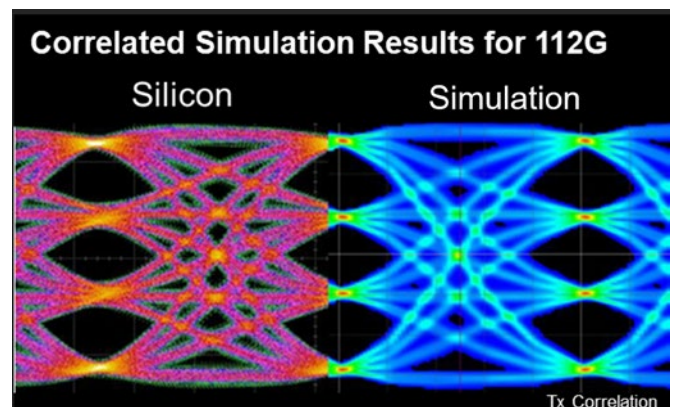 Correlated Simulation Results for 112G
Silicon
Simulation
Tx Correlation